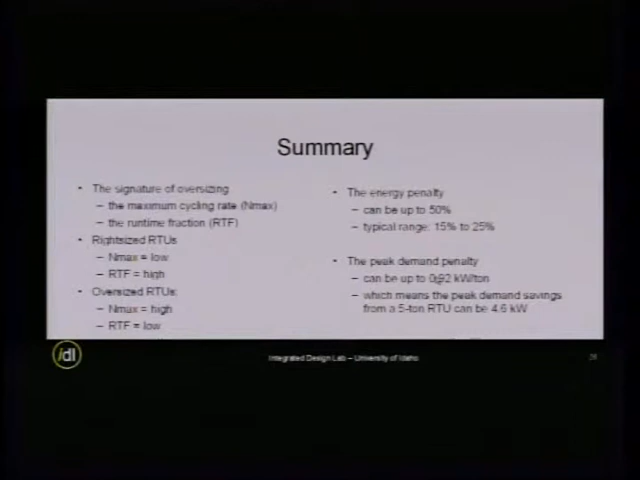 Summary
• The signature of oversizing
– the maximum cycling rate (Nmax)
– the runtime fraction (RTF)
• Rightsized RTUs
– Nmax = low
– RTF = high
• Oversized RTUs:
– Nmax = high
– RTF = low
• The energy penalty
– can be up to 50%
– typical range: 15% to 25%
• The peak demand penalty
– can be up to 0.92 kW/ton
– which means the peak demand savings
from a 5-ton RTU can be 4.6 kW
idl
Integrated Design Lab – University of Idaho